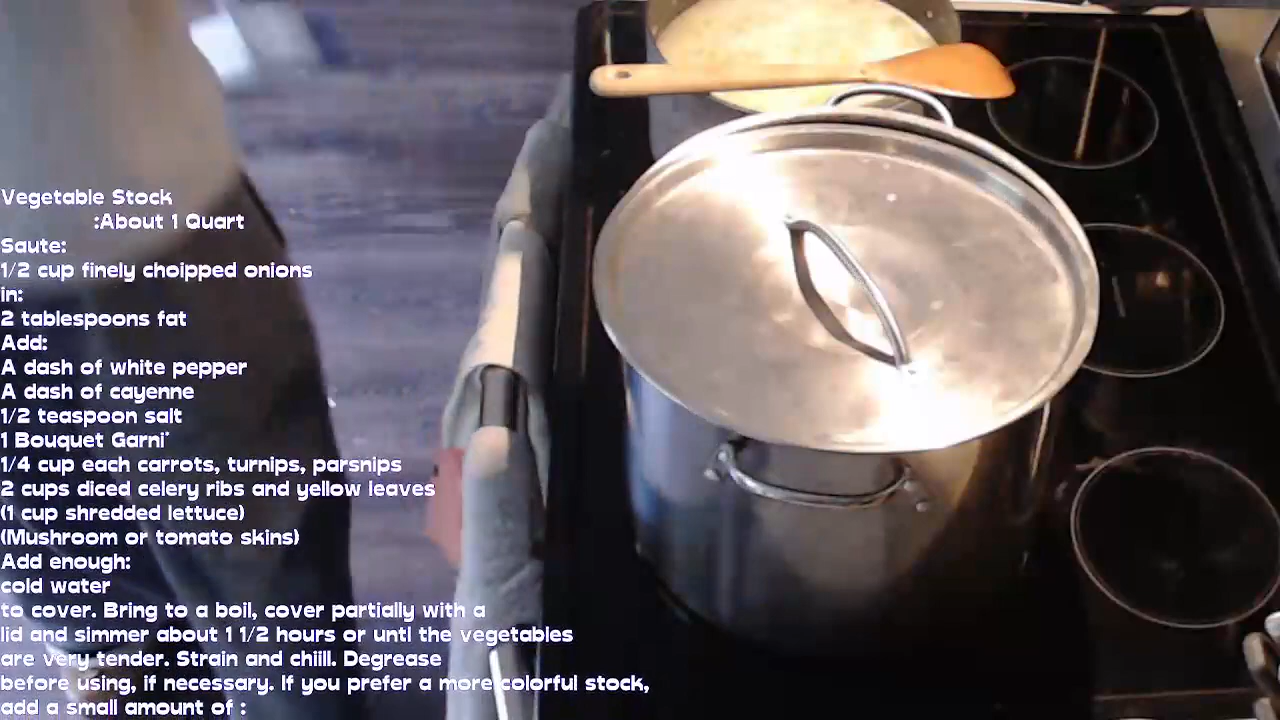 Vegetable Stock
:About 1 Quart
Saute:
1/2 cup finely choipped onions
in:
2 tablespoons fat
Add:
A dash of white pepper
A dash of cayenne
1/2 teaspoon salt
1 Bouquet Garni'
1/4 cup each carrots, turnips, parsnips
2 cups diced celery ribs and yellow leaves
(1 cup shredded lettuce)
(Mushroom or tomato skins)
Add enough:
cold water
to cover. Bring to a boil, cover partially with a
lid and simmer about 1 1/2 hours or untl the vegetables
are very tender. Strain and chiill. Degrease
before using, if necessary. If you prefer a more colorful stock,
add a small amount of :